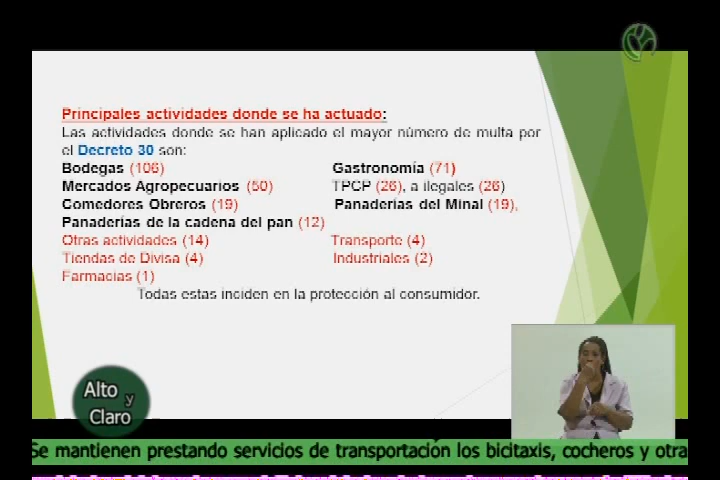 Principales actividades donde se ha actuado:
Las actividades donde se han aplicado el mayor número de multa por
el Decreto 30 son:
Bodegas (106) Gastronomía (71)
Mercados Agropecuarios (50) TPCP (26), a ilegales (26)
Comedores Obreros (19) Panaderías del Minal (19),
Panaderías de la cadena del pan (12)
Otras actividades (14) Transporte (4)
Tiendas de Divisa (4) Industriales (2)
Farmacias (1)
Todas estas inciden en la protección al consumidor.
Alto
y
Claro
Se mantienen prestando servicios de transportación los bicitaxis, cocheros y otra